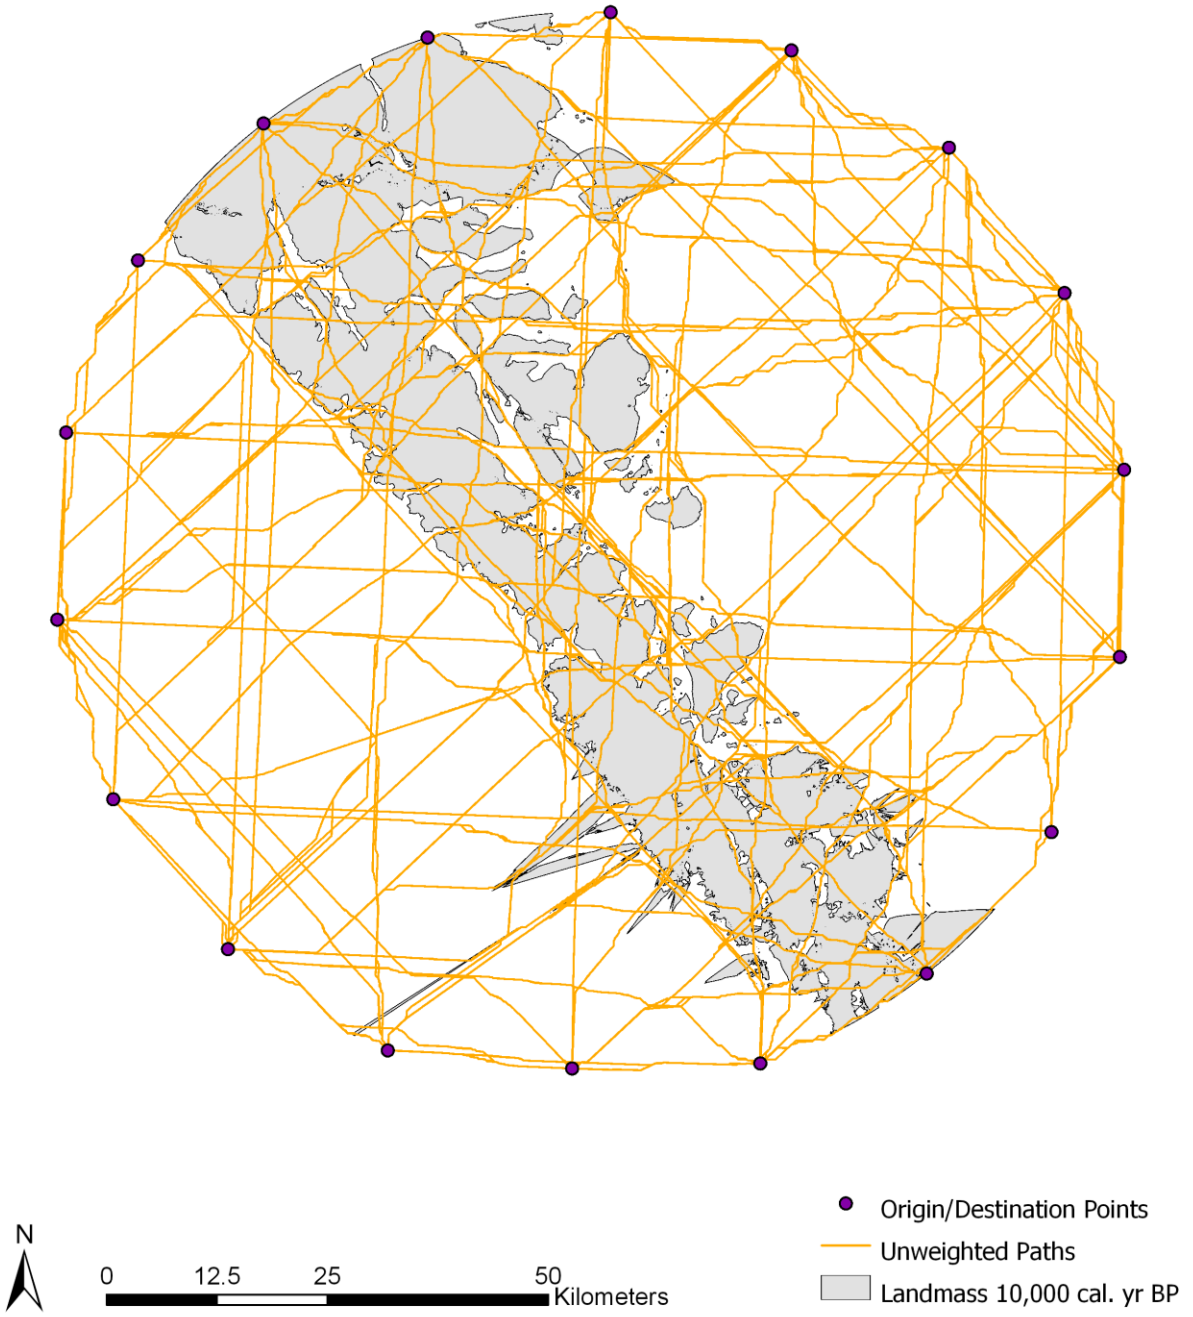 Origin/Destination Points
Unweighted Paths
Landmass 10,000 cal. yr BP
N
0 12.5 25 50
Kilometers